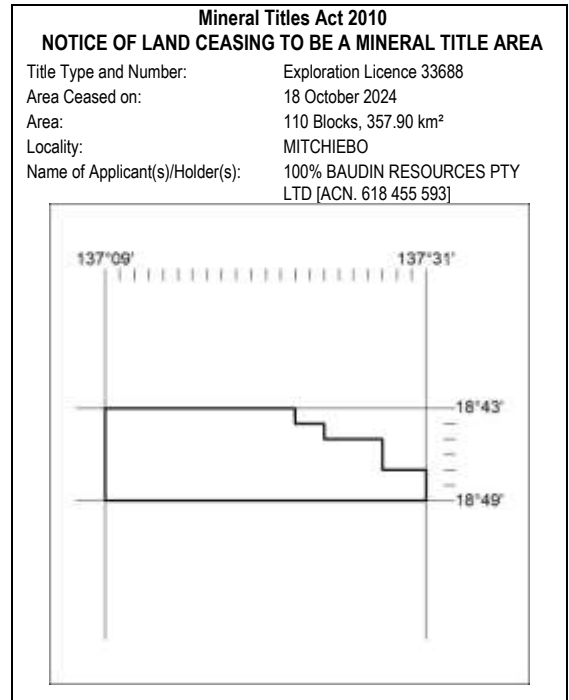 Mineral Titles Act 2010
NOTICE OF LAND CEASING TO BE A MINERAL TITLE AREA
Title Type and Number: Exploration Licence 33688
Area Ceased on: 18 October 2024
Area: 110 Blocks, 357.90 km²
Locality: MITCHIEBO
Name of Applicant(s)/Holder(s): 100% BAUDIN RESOURCES PTY
LTD [ACN. 618 455 593]
137°09' 137°31'
18°43'
18°49'